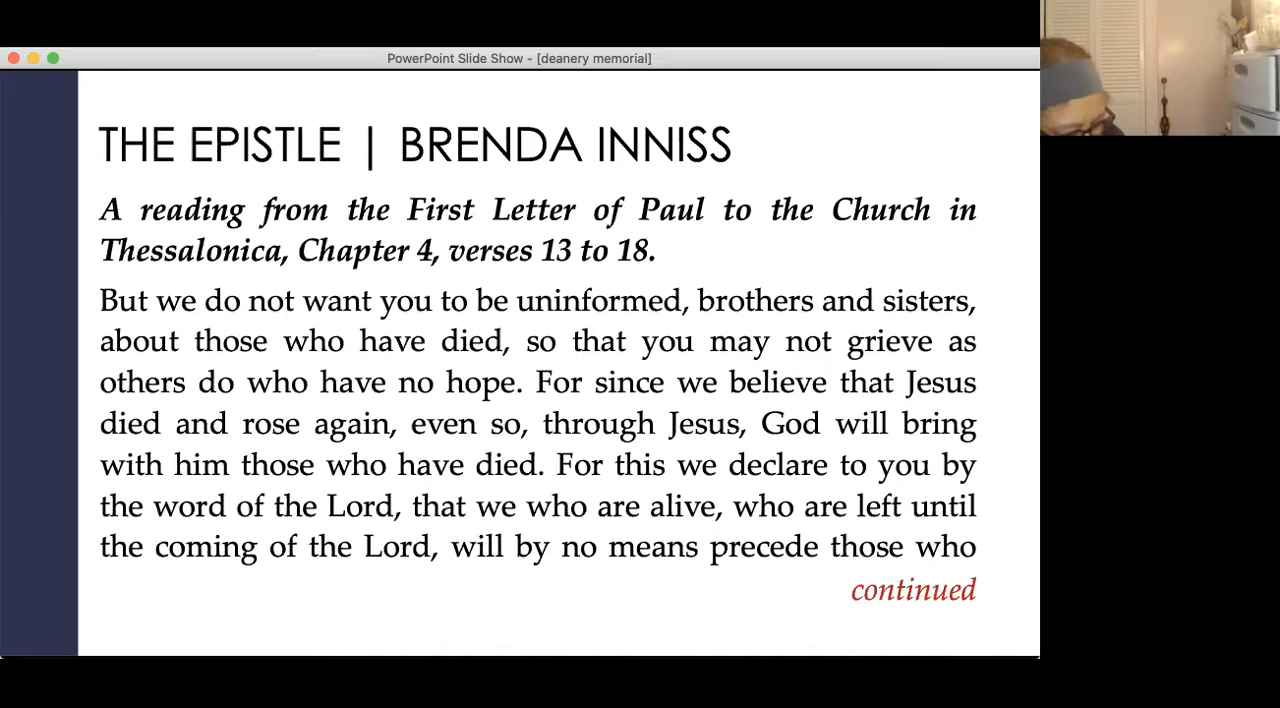 PowerPoint Slide Show - [deanery memorial]
THE EPISTLE | BRENDA INNISS
A reading from the First Letter of Paul to the Church in
Thessalonica, Chapter 4, verses 13 to 18.
But we do not want you to be uninformed, brothers and sisters,
about those who have died, so that you may not grieve as
others do who have no hope. For since we believe that Jesus
died and rose again, even so, through Jesus, God will bring
with him those who have died. For this we declare to you by
the word of the Lord, that we who are alive, who are left until
the coming of the Lord, will by no means precede those who
continued